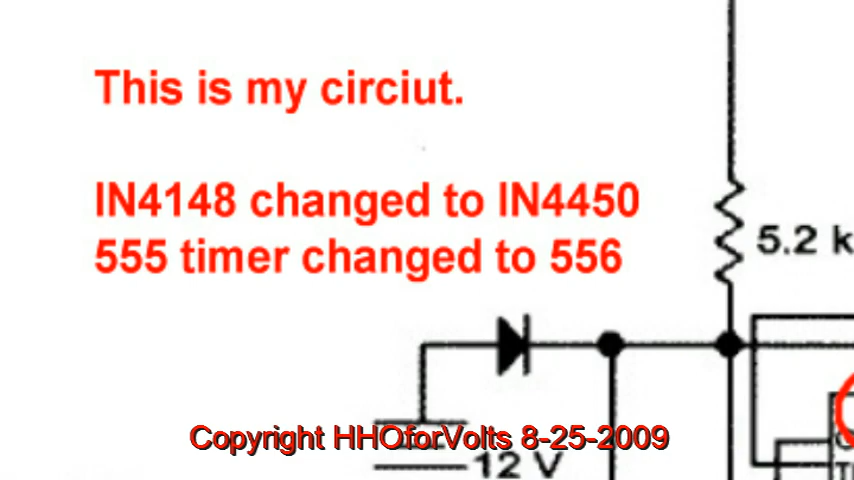 This is my circiut.
IN4148 changed to IN4450
555 timer changed to 556
5.2 k
Copyright HHOforVolts 8-25-2009
12 V